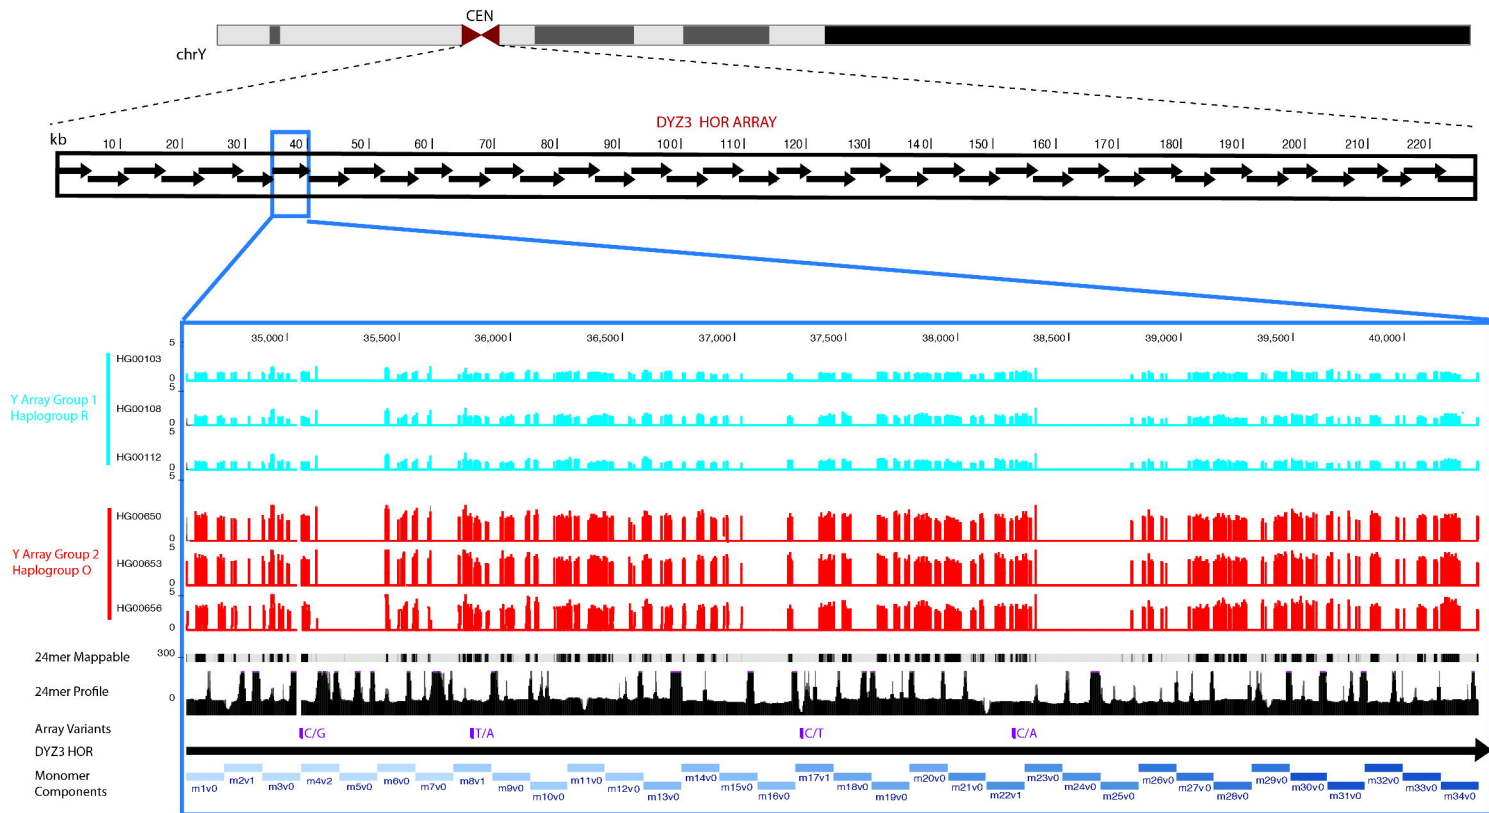 CEN
chrY
DYZ3 HOR ARRAY
kb
10 20 30 40 50 60 70 80 90 100 110 120 130 140 150 160 170 180 190 200 210 220
35,000 35,500 36,000 36,500 37,000 37,500 38,000 38,500 39,000 39,500 40,000
5
HG00103
0
5
Y Array Group 1
Haplogroup R
HG00108
0
5
HG00112
0
5
HG00650
0
5
Y Array Group 2
Haplogroup O
HG00653
0
5
HG00656
0
24mer Mappable
300
24mer Profile
0
Array Variants
C/G T/A C/T C/A
DYZ3 HOR
Monomer
Components
m1v0 m2v1 m3v0 m4v2 m5v0 m6v0 m7v0 m8v1 m9v0 m10v0 m11v0 m12v0 m13v0 m14v0 m15v0 m16v0 m17v1 m18v0 m19v0 m20v0 m21v0 m22v1 m23v0 m24v0 m25v0 m26v0 m27v0 m28v0 m29v0 m30v0 m31v0 m32v0 m33v0 m34v0